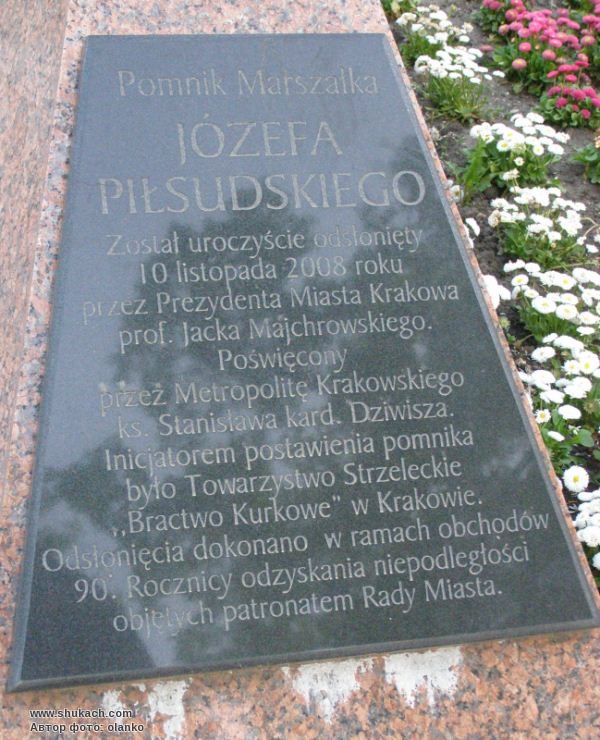 Pomnik Marszałka
JÓZEFA
PIŁSUDSKIEGO
Został uroczyście odsłonięty
10 listopada 2008 roku
przez Prezydenta Miasta Krakowa
prof. Jacka Majchrowskiego.
Poświęcony
przez Metropolitę Krakowskiego
ks. Stanisława kard. Dziwisza.
Inicjatorem postawienia pomnika
było Towarzystwo Strzeleckie
,,Bractwo Kurkowe" w Krakowie.
Odsłonięcia dokonano w ramach obchodów
90. Rocznicy odzyskania niepodległości
objętych patronatem Rady Miasta.
www.shukach.com
Автор фото: olanko